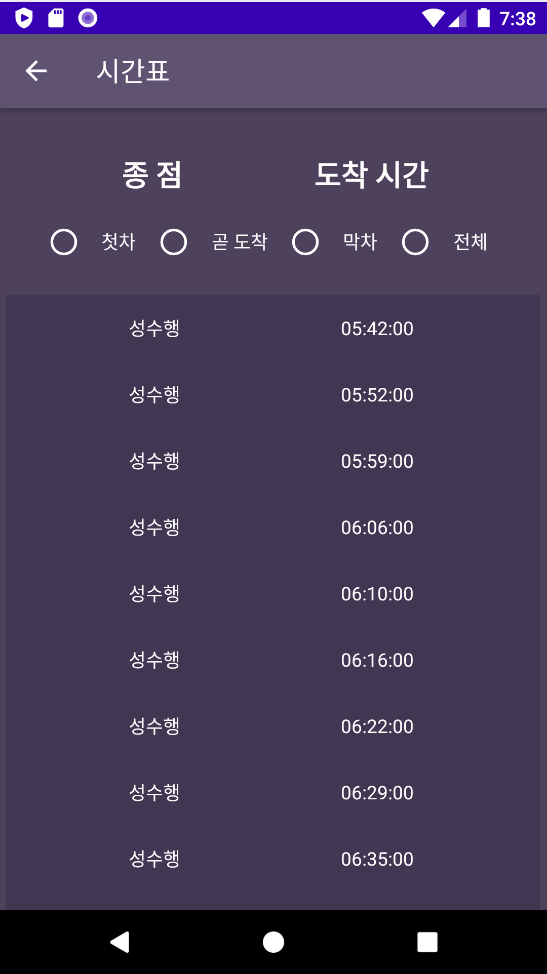 7:38
시간표
종 점 도착 시간
첫차 곧 도착 막차 전체
성수행 05:42:00
성수행 05:52:00
성수행 05:59:00
성수행 06:06:00
성수행 06:10:00
성수행 06:16:00
성수행 06:22:00
성수행 06:29:00
성수행 06:35:00